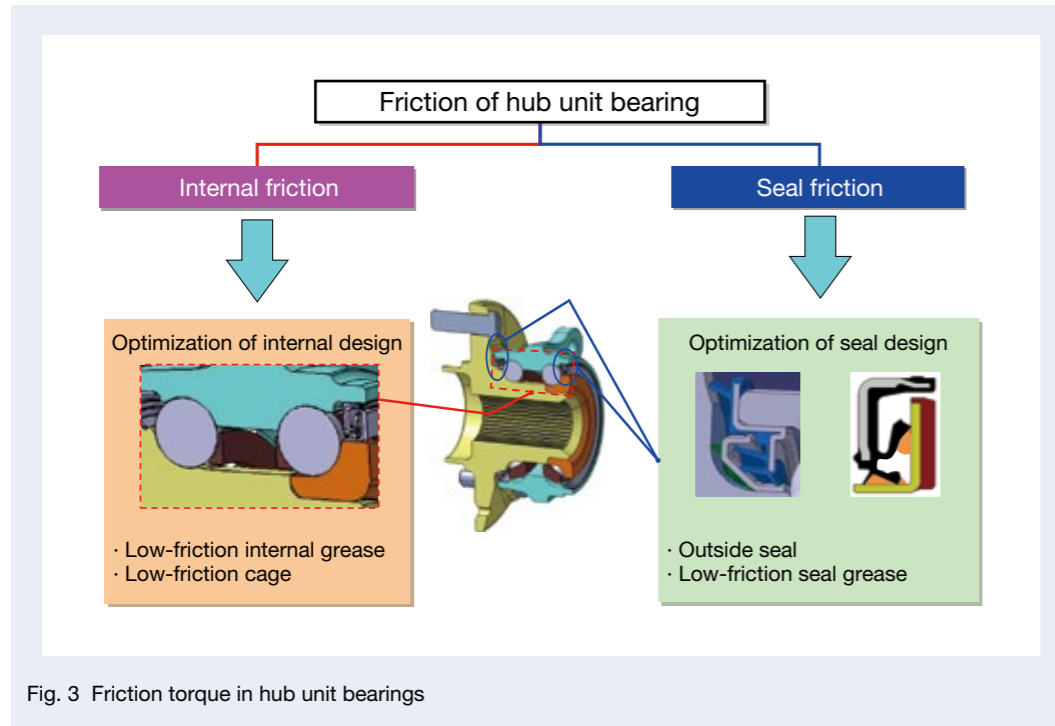 Friction of hub unit bearing
Internal friction
Seal friction
Optimization of internal design
· Low-friction internal grease
· Low-friction cage
Optimization of seal design
· Outside seal
· Low-friction seal grease
Fig. 3 Friction torque in hub unit bearings